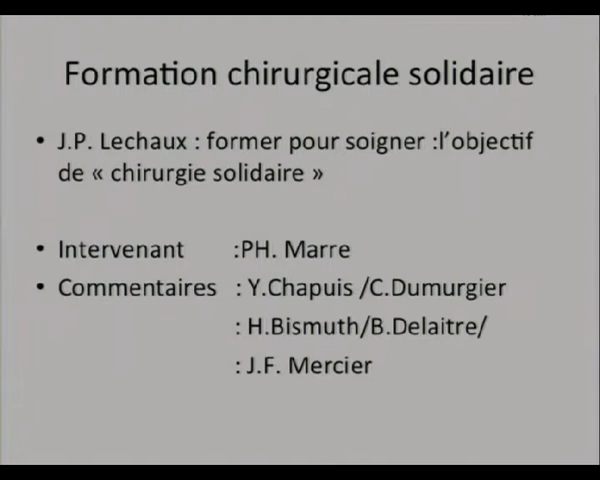 Formation chirurgicale solidaire
• J.P. Lechaux : former pour soigner :l'objectif
de « chirurgie solidaire »
• Intervenant :PH. Marre
• Commentaires : Y.Chapuis /C.Dumurgier
: H.Bismuth/B.Delaitre/
: J.F. Mercier